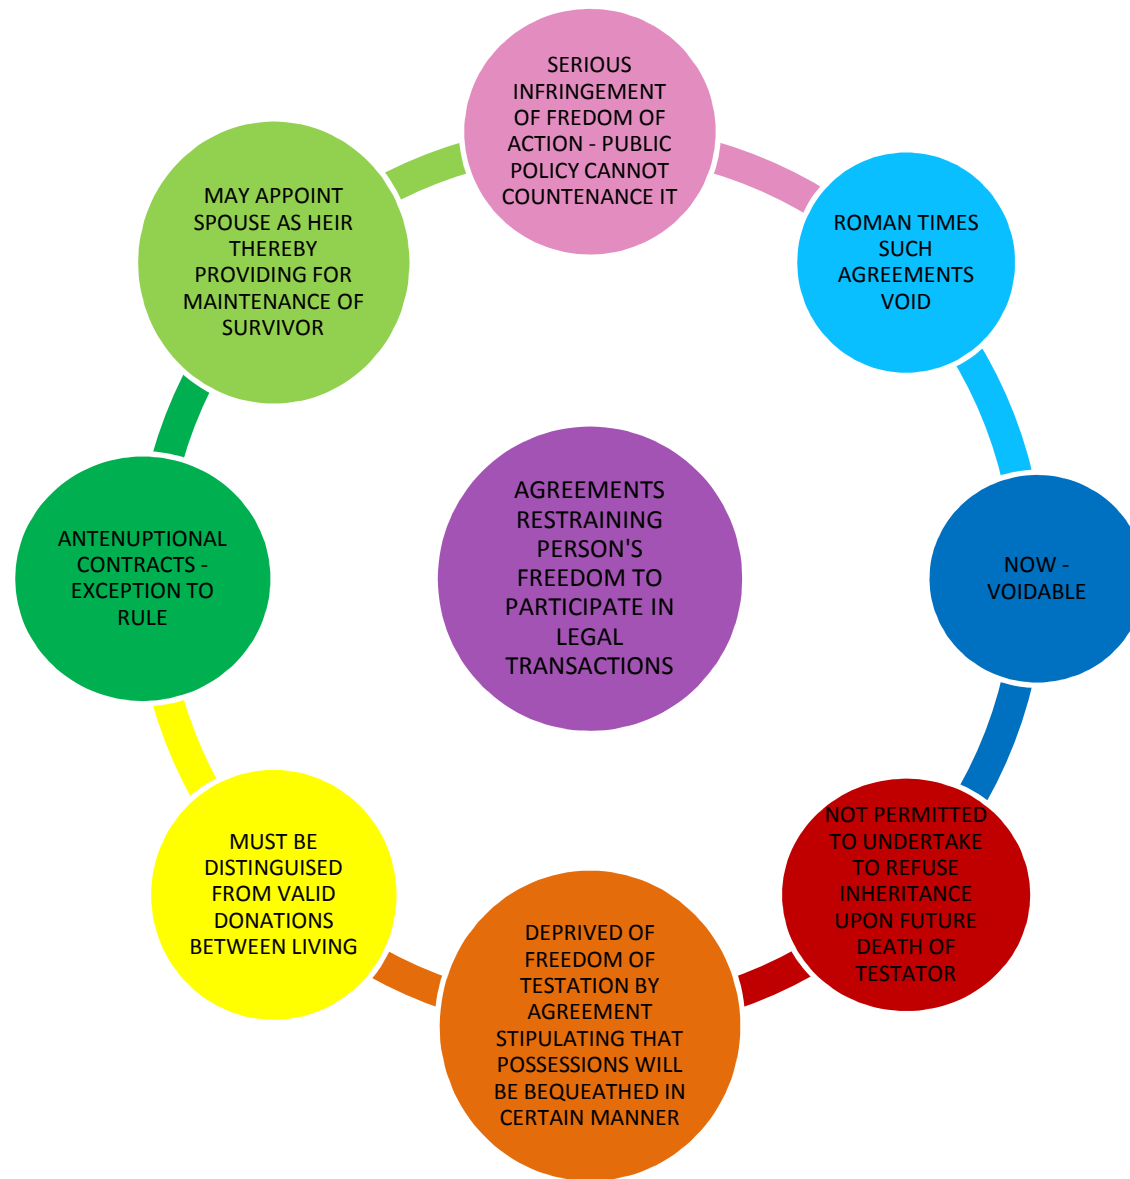 SERIOUS
INFRINGEMENT
OF FREDOM OF
ACTION - PUBLIC
POLICY CANNOT
COUNTENANCE IT
ROMAN TIMES
SUCH
AGREEMENTS
VOID
NOW -
VOIDABLE
NOT PERMITTED
TO UNDERTAKE
TO REFUSE
INHERITANCE
UPON FUTURE
DEATH OF
TESTATOR
DEPRIVED OF
FREEDOM OF
TESTATION BY
AGREEMENT
STIPULATING THAT
POSSESSIONS WILL
BE BEQUEATHED IN
CERTAIN MANNER
MUST BE
DISTINGUISED
FROM VALID
DONATIONS
BETWEEN LIVING
ANTENUPTIONAL
CONTRACTS -
EXCEPTION TO
RULE
MAY APPOINT
SPOUSE AS HEIR
THEREBY
PROVIDING FOR
MAINTENANCE OF
SURVIVOR
AGREEMENTS
RESTRAINING
PERSON'S
FREEDOM TO
PARTICIPATE IN
LEGAL
TRANSACTIONS